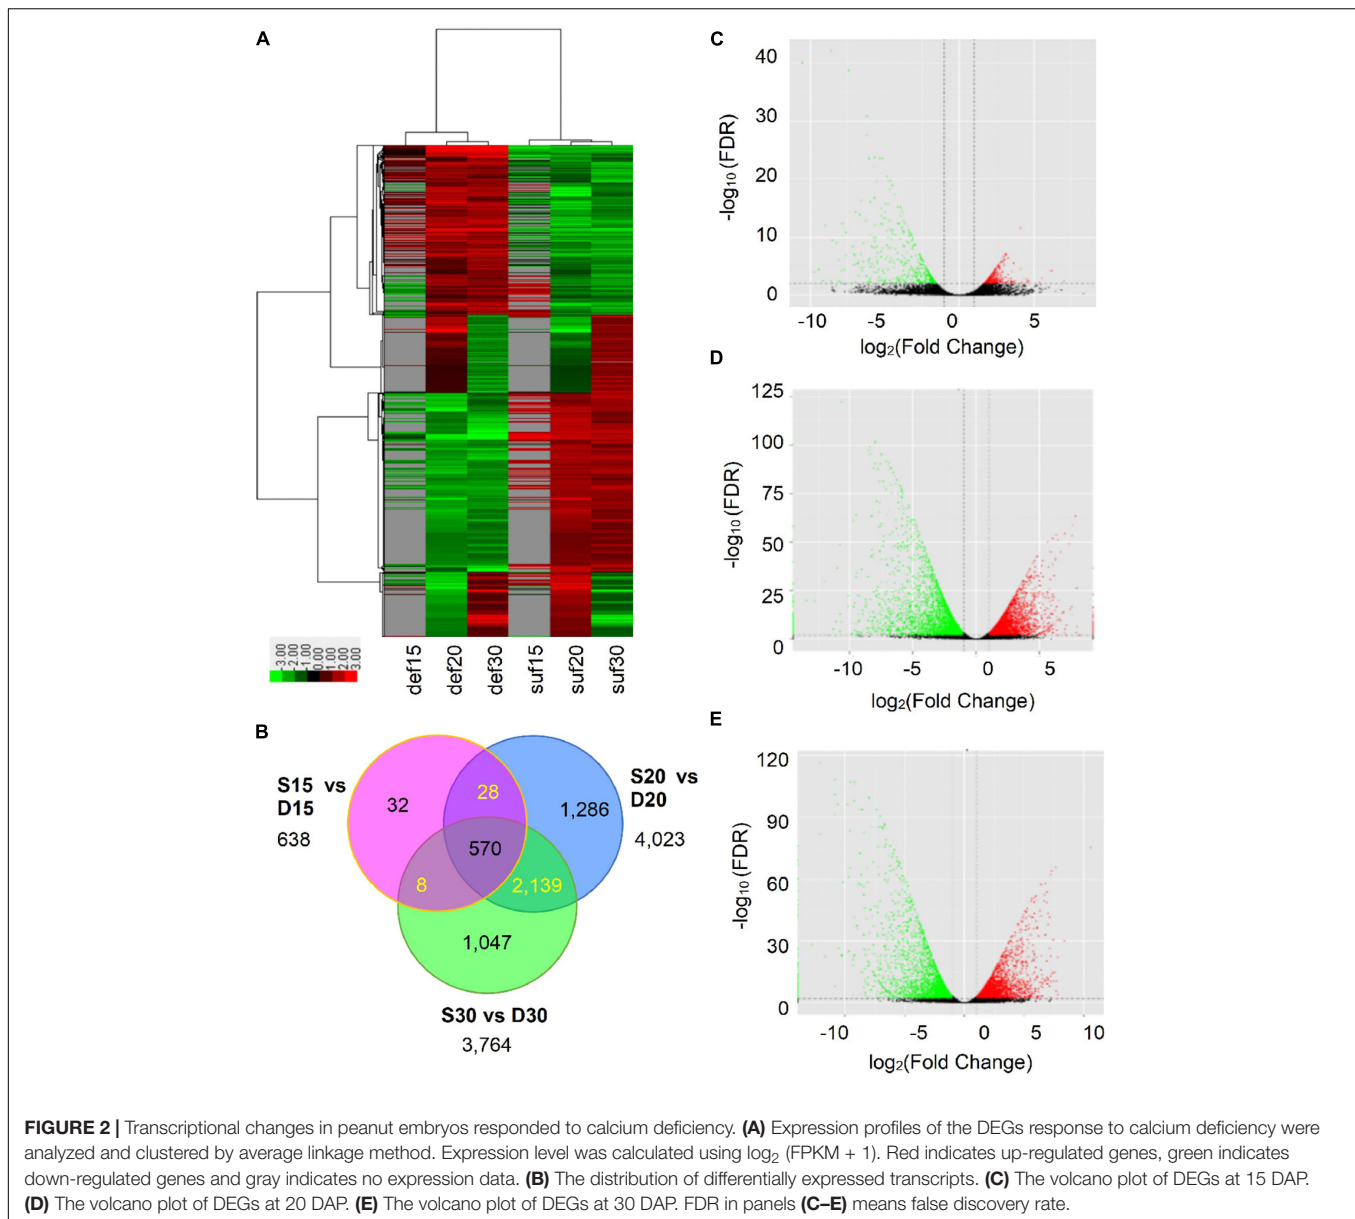 A
-3.00
-2.00
-1.00
0.00
1.00
2.00
3.00
def15
def20
def30
suf15
suf20
suf30
B
S15 vs
D15
638
32
28
1,286
S20 vs
D20
4,023
570
8
2,139
1,047
S30 vs D30
3,764
C
40
30
20
10
0
-log₁₀(FDR)
-10
-5
0
5
log₂(Fold Change)
D
125
100
75
50
25
0
-log₁₀(FDR)
-10
-5
0
5
log₂(Fold Change)
E
120
90
60
30
0
-log₁₀(FDR)
-10
-5
0
5
10
log₂(Fold Change)
FIGURE 2 | Transcriptional changes in peanut embryos responded to calcium deficiency. (A) Expression profiles of the DEGs response to calcium deficiency were
analyzed and clustered by average linkage method. Expression level was calculated using log₂ (FPKM + 1). Red indicates up-regulated genes, green indicates
down-regulated genes and gray indicates no expression data. (B) The distribution of differentially expressed transcripts. (C) The volcano plot of DEGs at 15 DAP.
(D) The volcano plot of DEGs at 20 DAP. (E) The volcano plot of DEGs at 30 DAP. FDR in panels (C–E) means false discovery rate.